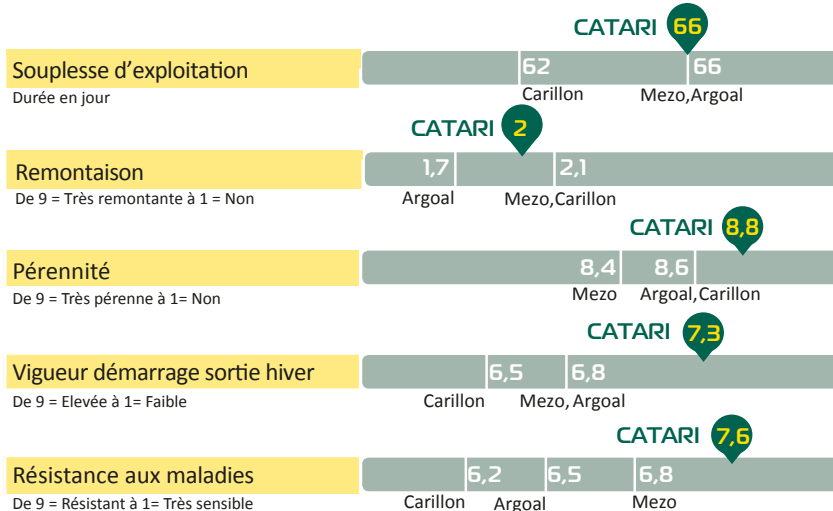 CATARI 66
Souplesse d'exploitation
62 66
Durée en jour
Carillon Mezo,Argoal
CATARI 2
Remontaison
1,7 2,1
De 9 = Très remontante à 1 = Non
Argoal Mezo,Carillon
CATARI 8,8
Pérennité
8,4 8,6
De 9 = Très pérenne à 1= Non
Mezo Argoal,Carillon
CATARI 7,3
Vigueur démarrage sortie hiver
6,5 6,8
De 9 = Elevée à 1= Faible
Carillon Mezo, Argoal
CATARI 7,6
Résistance aux maladies
6,2 6,5 6,8
De 9 = Résistant à 1= Très sensible
Carillon Argoal Mezo